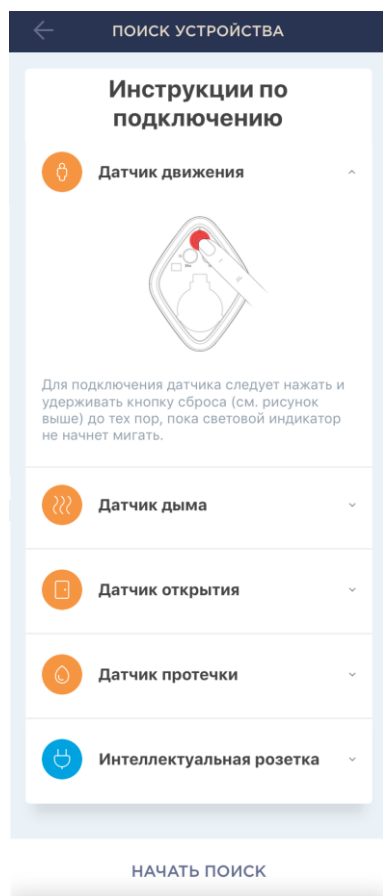 ПОИСК УСТРОЙСТВА
Инструкции по
подключению
Датчик движения
Для подключения датчика следует нажать и
удерживать кнопку сброса (см. рисунок
выше) до тех пор, пока световой индикатор
не начнет мигать.
Датчик дыма
Датчик открытия
Датчик протечки
Интеллектуальная розетка
НАЧАТЬ ПОИСК